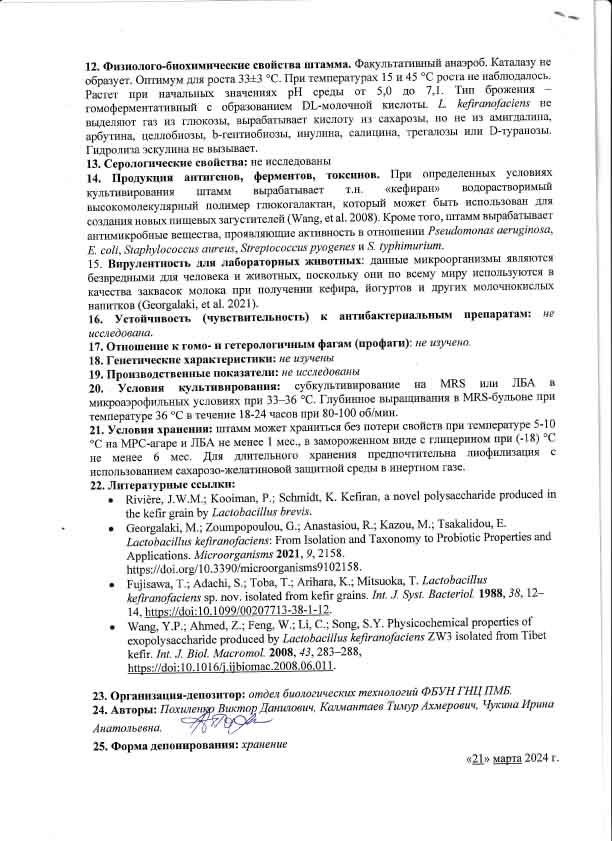 12. Физиолого-биохимические свойства штамма. Факультативный анаэроб. Каталазу не
образует. Оптимум для роста 33±3 °С. При температурах 15 и 45 °С роста не наблюдалось.
Растет при начальных значениях pH среды от 5,0 до 7,1. Тип брожения –
гомоферментативный с образованием DL-молочной кислоты. L. kefiranofaciens не
выделяют газ из глюкозы, вырабатывает кислоту из сахарозы, но не из амигдалина,
арбутина, целлобиозы, b-гентиобиозы, инулина, салицина, трегалозы или D-туранозы.
Гидролиза эскулина не вызывает.
13. Серологические свойства: не исследованы
14. Продукция антигенов, ферментов, токсинов. При определенных условиях
культивирования штамм вырабатывает т.н. «кефиран» водорастворимый
высокомолекулярный полимер глюкогалактан, который может быть использован для
создания новых пищевых загустителей (Wang, et al. 2008). Кроме того, штамм вырабатывает
антимикробные вещества, проявляющие активность в отношении Pseudomonas aeruginosa,
E. coli, Staphylococcus aureus, Streptococcus pyogenes и S. typhimurium.
15. Вирулентность для лабораторных животных: данные микроорганизмы являются
безвредными для человека и животных, поскольку они по всему миру используются в
качества заквасок молока при получении кефира, йогуртов и других молочнокислых
напитков (Georgalaki, et al. 2021).
16. Устойчивость (чувствительность) к антибактериальным препаратам: не
исследована.
17. Отношение к гомо- и гетерологичным фагам (профаги): не изучено.
18. Генетические характеристики: не изучены
19. Производственные показатели: не исследованы
20. Условия культивирования: субкультивирование на MRS или ЛБА в
микроаэрофильных условиях при 33–36 °С. Глубинное выращивания в MRS-бульоне при
температуре 36 °С в течение 18-24 часов при 80-100 об/мин.
21. Условия хранения: штамм может храниться без потери свойств при температуре 5-10
°С на МРС-агаре и ЛБА не менее 1 мес., в замороженном виде с глицерином при (-18) °С
не менее 6 мес. Для длительного хранения предпочтительна лиофилизация с
использованием сахарозо-желатиновой защитной среды в инертном газе.
22. Литературные ссылки:
• Rivière, J.W.M.; Kooiman, P.; Schmidt, K. Kefiran, a novel polysaccharide produced in
the kefir grain by Lactobacillus brevis.
• Georgalaki, M.; Zoumpopoulou, G.; Anastasiou, R.; Kazou, M.; Tsakalidou, E.
Lactobacillus kefiranofaciens: From Isolation and Taxonomy to Probiotic Properties and
Applications. Microorganisms 2021, 9, 2158.
https://doi.org/10.3390/microorganisms9102158.
• Fujisawa, T.; Adachi, S.; Toba, T.; Arihara, K.; Mitsuoka, T. Lactobacillus
kefiranofaciens sp. nov. isolated from kefir grains. Int. J. Syst. Bacteriol. 1988, 38, 12–
14, https://doi:10.1099/00207713-38-1-12.
• Wang, Y.P.; Ahmed, Z.; Feng, W.; Li, C.; Song, S.Y. Physicochemical properties of
exopolysaccharide produced by Lactobacillus kefiranofaciens ZW3 isolated from Tibet
kefir. Int. J. Biol. Macromol. 2008, 43, 283–288,
https://doi:10.1016/j.ijbiomac.2008.06.011.
23. Организация-депозитор: отдел биологических технологий ФБУН ГНЦ ПМБ.
24. Авторы: Похиленко Виктор Данилович, Калмантаев Тимур Ахмерович, Чукина Ирина
Анатольевна.
25. Форма депонирования: хранение
«21» марта 2024 г.